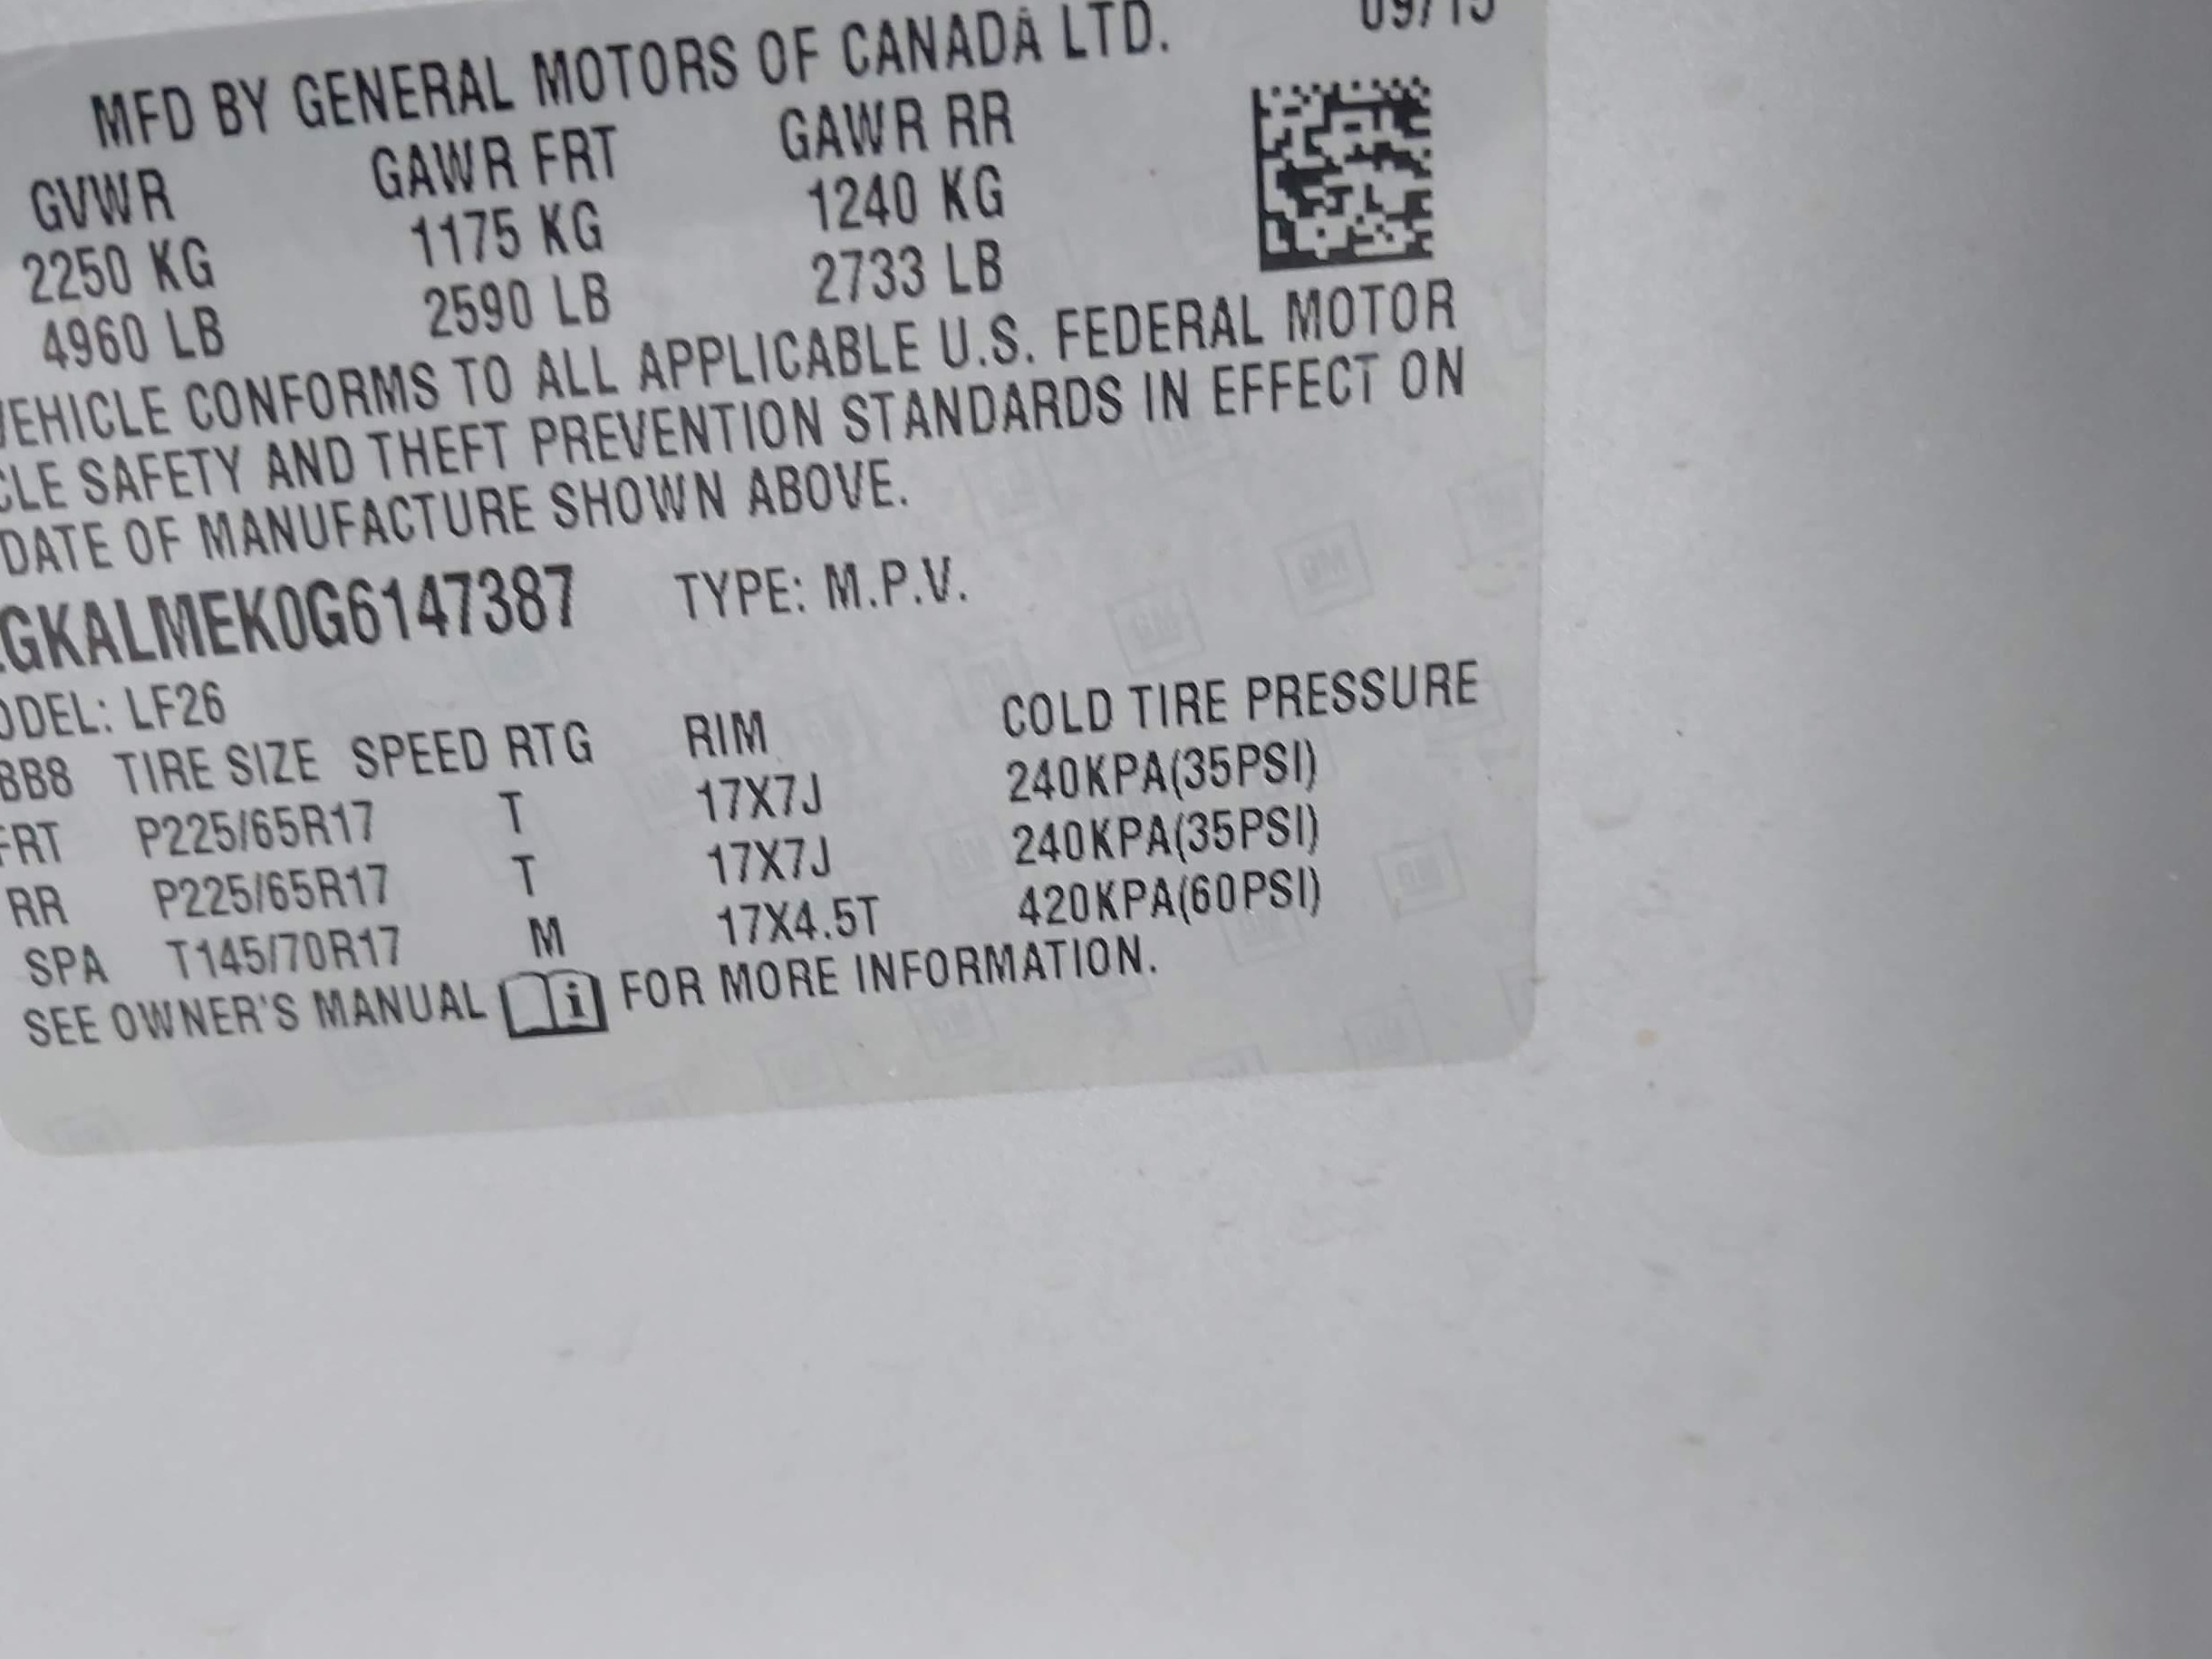 MFD BY GENERAL MOTORS OF CANADA LTD. 09/15
GVWR GAWR FRT GAWR RR
2250 KG 1175 KG 1240 KG
4960 LB 2590 LB 2733 LB
VEHICLE CONFORMS TO ALL APPLICABLE U.S. FEDERAL MOTOR
CLE SAFETY AND THEFT PREVENTION STANDARDS IN EFFECT ON
DATE OF MANUFACTURE SHOWN ABOVE.
GKALMEK0G6147387 TYPE: M.P.V.
ODEL: LF26
BB8 TIRE SIZE SPEED RTG RIM COLD TIRE PRESSURE
FRT P225/65R17 T 17X7J 240KPA(35PSI)
RR P225/65R17 T 17X7J 240KPA(35PSI)
SPA T145/70R17 M 17X4.5T 420KPA(60PSI)
SEE OWNER'S MANUAL i FOR MORE INFORMATION.